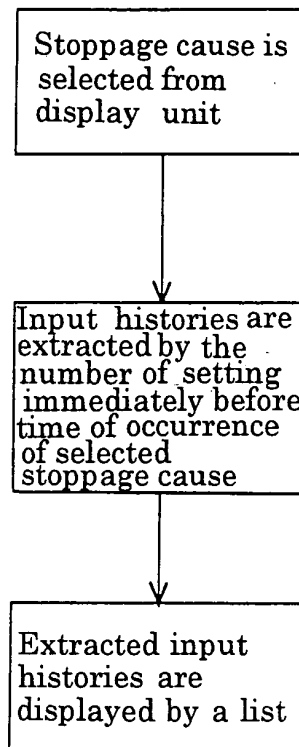 Stoppage cause is
selected from
display unit
Input histories are
extracted by the
number of setting
immediately before
time of occurrence
of selected
stoppage cause
Extracted input
histories are
displayed by a list